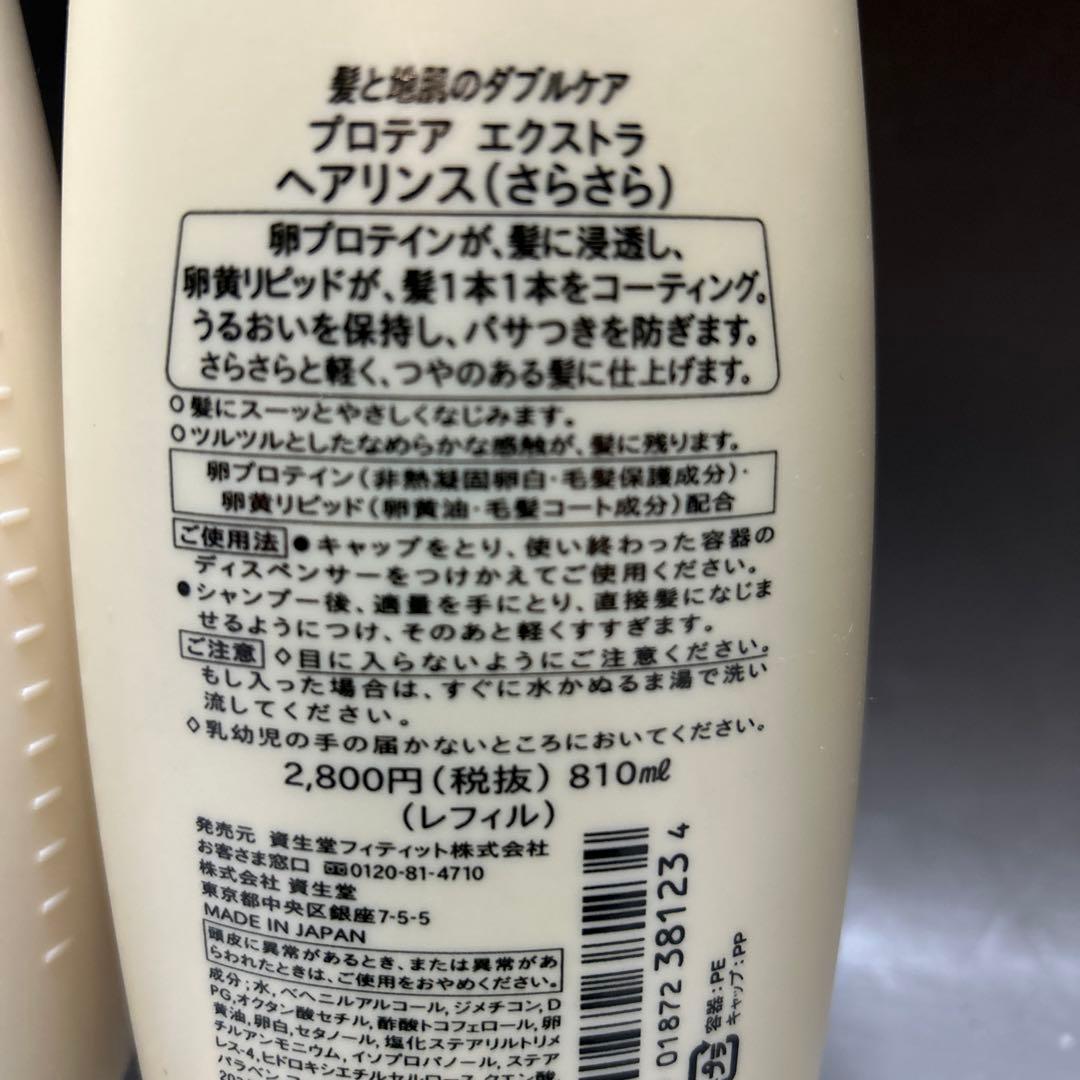 髪と地肌のダブルケア
プロテア エクストラ
ヘアリンス(さらさら)
卵プロテインが、髪に浸透し、
卵黄リピッドが、髪1本1本をコーティング。
うるおいを保持し、パサつきを防ぎます。
さらさらと軽く、つやのある髪に仕上げます。
○髪にスーッとやさしくなじみます。
○ツルツルとしたなめらかな感触が、髪に残ります。
卵プロテイン(非熱凝固卵白・毛髪保護成分)・
卵黄リピッド(卵黄油・毛髪コート成分)配合
ご使用法 ●キャップをとり、使い終わった容器の
ディスペンサーをつけかえてご使用ください。
●シャンプー後、適量を手にとり、直接髪になじま
せるようにつけ、そのあと軽くすすぎます。
ご注意 ◇目に入らないようにご注意ください。
もし入った場合は、すぐに水かぬるま湯で洗い
流してください。
◇乳幼児の手の届かないところにおいてください。
2,800円(税抜) 810ml
(レフィル)
発売元 資生堂フィティット株式会社
お客さま窓口 0120-81-4710
株式会社 資生堂
東京都中央区銀座7-5-5
MADE IN JAPAN
頭皮に異常があるとき、または異常があ
らわれたときは、ご使用をおやめください。
成分;水,ベヘニルアルコール,ジメチコン,D
PG,オクタン酸セチル,酢酸トコフェロール,卵
黄油,卵白,セタノール,塩化ステアリルトリメ
チルアンモニウム,イソプロパノール,ステア
レス-4,ヒドロキシエチルセルロース,クエン酸,
パラベン
01872 38123 4
容器:PE
キャップ:PP
プラ